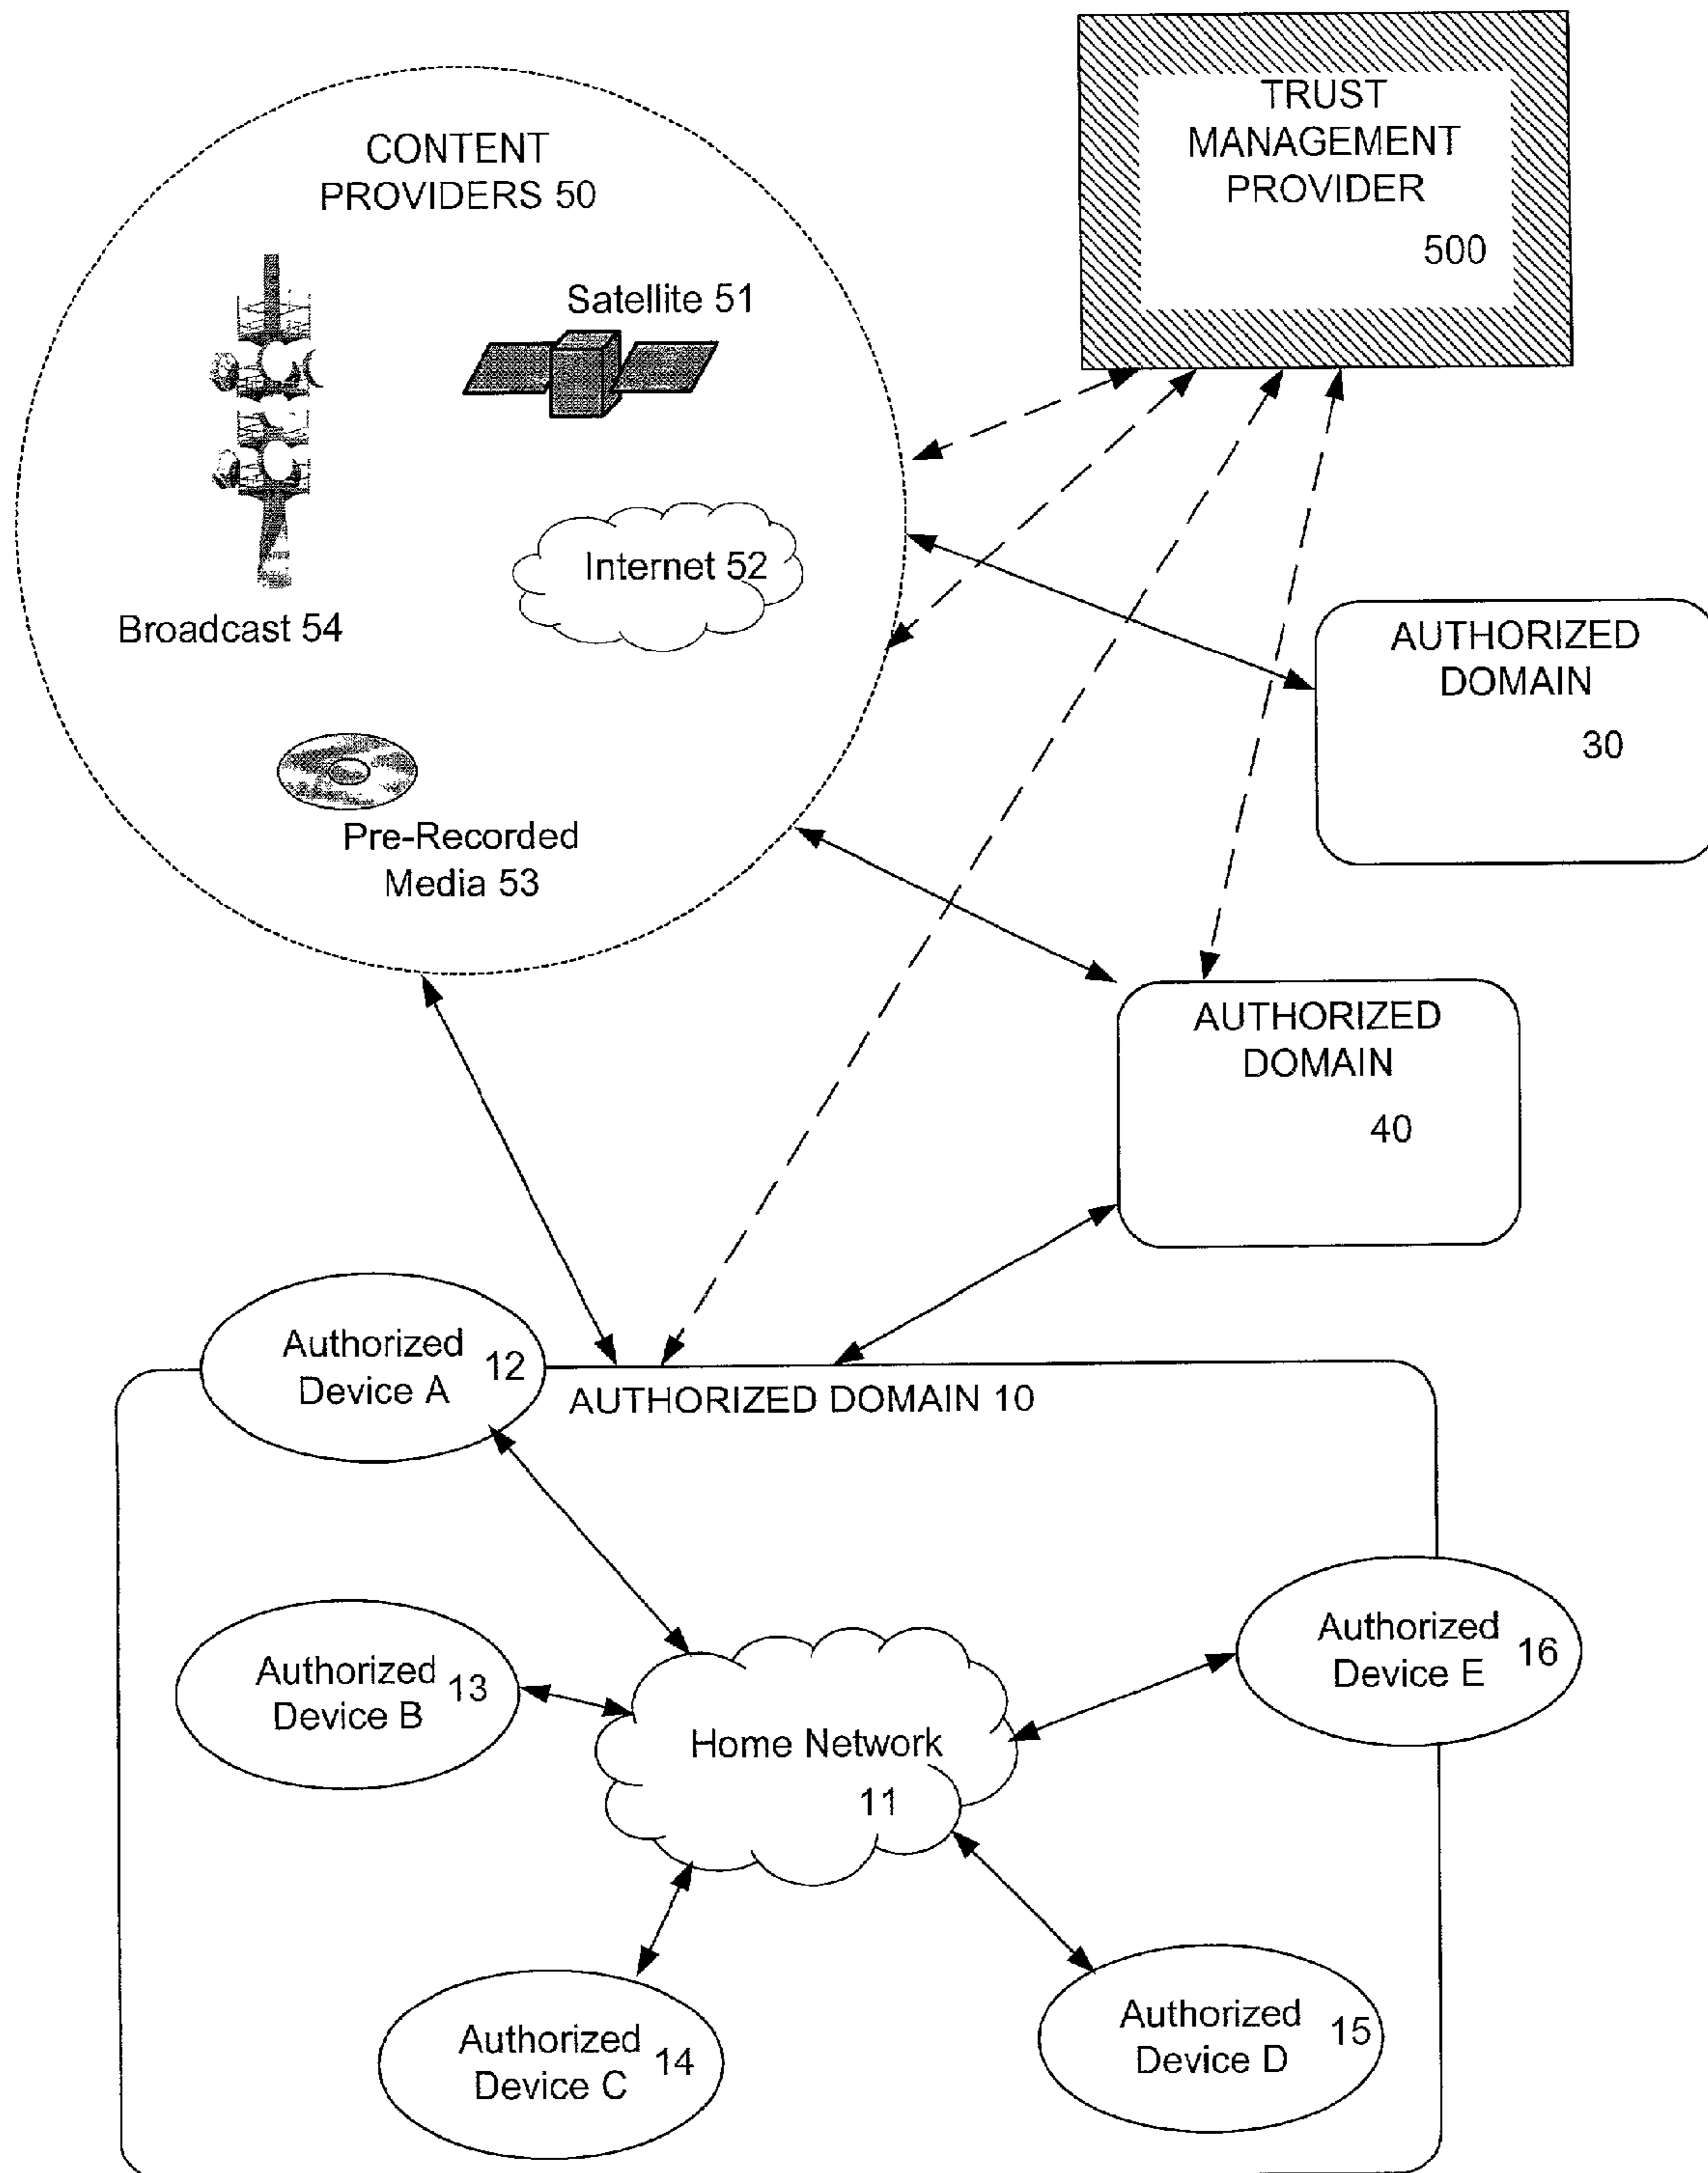 TRUST
MANAGEMENT
PROVIDER
500
CONTENT
PROVIDERS 50
Satellite 51
Internet 52
Broadcast 54
Pre-Recorded
Media 53
AUTHORIZED
DOMAIN
30
AUTHORIZED
DOMAIN
40
Authorized
Device A
12
AUTHORIZED DOMAIN 10
Authorized
Device B
13
Authorized
Device E
16
Home Network
11
Authorized
Device C
14
Authorized
Device D
15